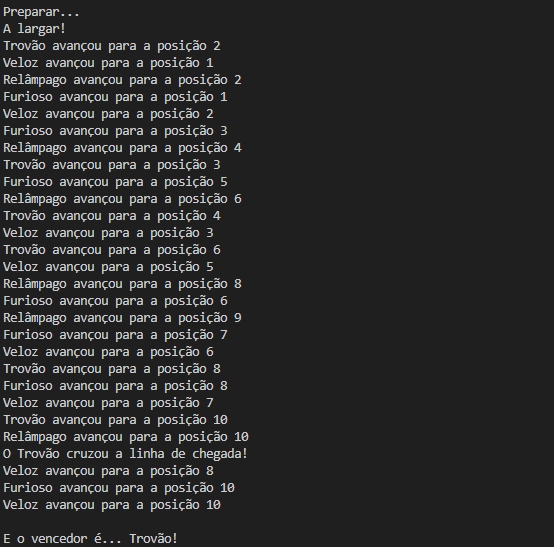 Preparar...
A largar!
Trovão avançou para a posição 2
Veloz avançou para a posição 1
Relâmpago avançou para a posição 2
Furioso avançou para a posição 1
Veloz avançou para a posição 2
Furioso avançou para a posição 3
Relâmpago avançou para a posição 4
Trovão avançou para a posição 3
Furioso avançou para a posição 5
Relâmpago avançou para a posição 6
Trovão avançou para a posição 4
Veloz avançou para a posição 3
Trovão avançou para a posição 6
Veloz avançou para a posição 5
Relâmpago avançou para a posição 8
Furioso avançou para a posição 6
Relâmpago avançou para a posição 9
Furioso avançou para a posição 7
Veloz avançou para a posição 6
Trovão avançou para a posição 8
Furioso avançou para a posição 8
Veloz avançou para a posição 7
Trovão avançou para a posição 10
Relâmpago avançou para a posição 10
O Trovão cruzou a linha de chegada!
Veloz avançou para a posição 8
Furioso avançou para a posição 10
Veloz avançou para a posição 10
E o vencedor é... Trovão!